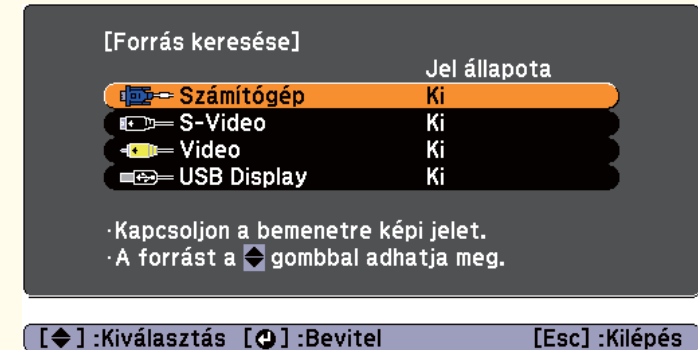 [Forrás keresése]
Jel állapota
Számítógép Ki
S-Video Ki
Video Ki
USB Display Ki
·Kapcsoljon a bemenetre képi jelet.
·A forrást a gombbal adhatja meg.
[ ] :Kiválasztás [ ] :Bevitel [Esc] :Kilépés